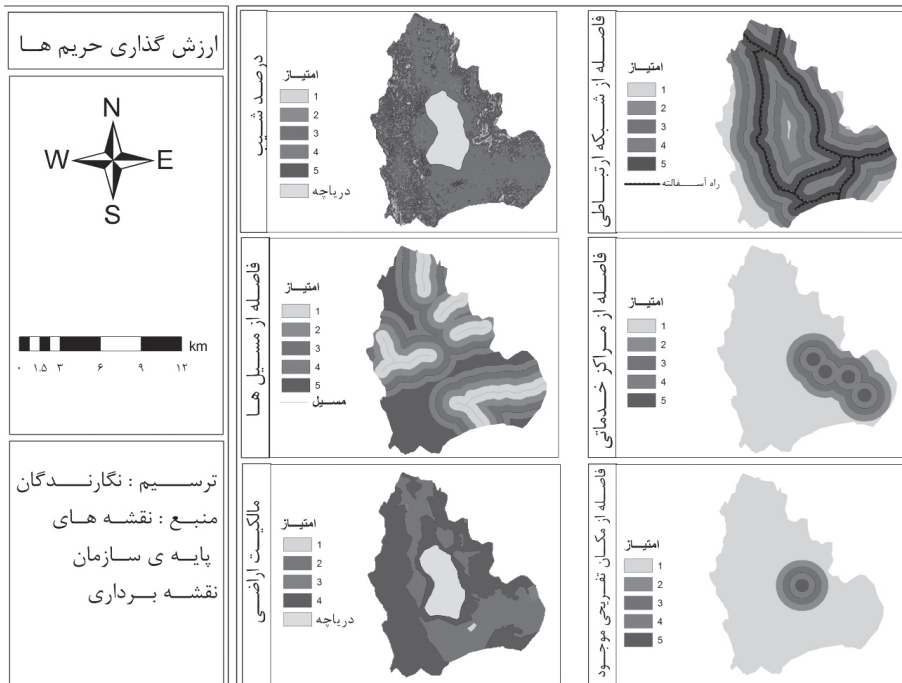 ارزش گذاری حریم ها
N
W E
S
km
۰ ۱.۵ ۳ ۶ ۹ ۱۲
ترسیم : نگارندگان
منبع : نقشه های
پایه ی سازمان
نقشه برداری
درصد شیب
امتیاز
1
2
3
4
5
دریاچه
فاصله از شبکه ارتباطی
امتیاز
1
2
3
4
5
راه آسفالته
فاصله از مسیل ها
امتیاز
1
2
3
4
5
مسیل
فاصله از مراکز خدماتی
امتیاز
1
2
3
4
5
مالکیت اراضی
امتیاز
1
2
3
4
دریاچه
فاصله از مکان تفریحی موجود
امتیاز
1
2
3
4
5